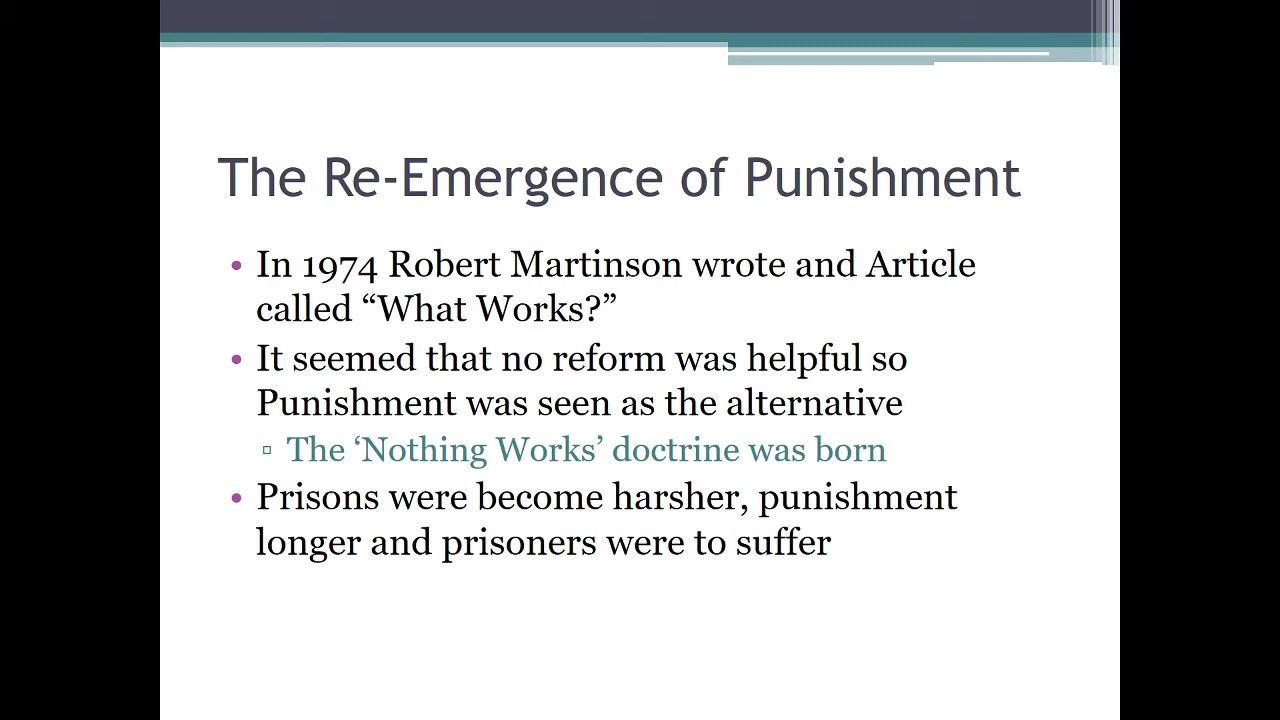 The Re-Emergence of Punishment
• In 1974 Robert Martinson wrote and Article
called “What Works?”
• It seemed that no reform was helpful so
Punishment was seen as the alternative
▫ The ‘Nothing Works’ doctrine was born
• Prisons were become harsher, punishment
longer and prisoners were to suffer